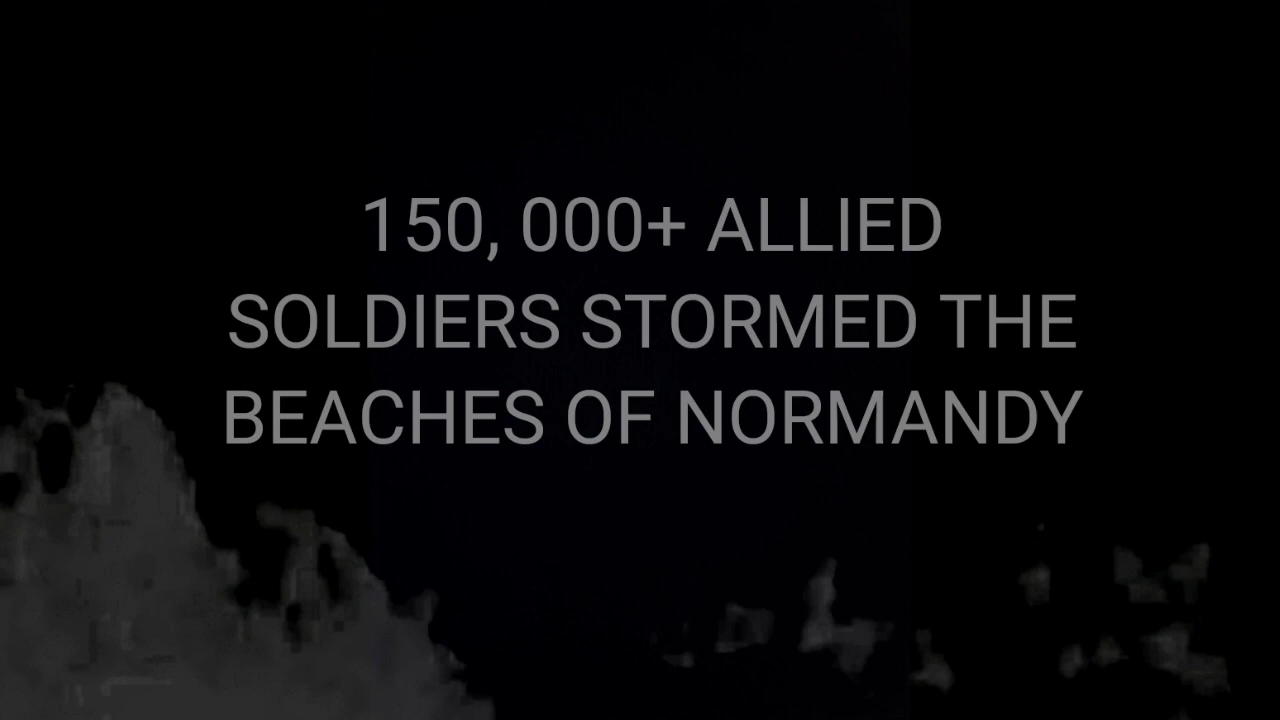 150, 000+ ALLIED
SOLDIERS STORMED THE
BEACHES OF NORMANDY